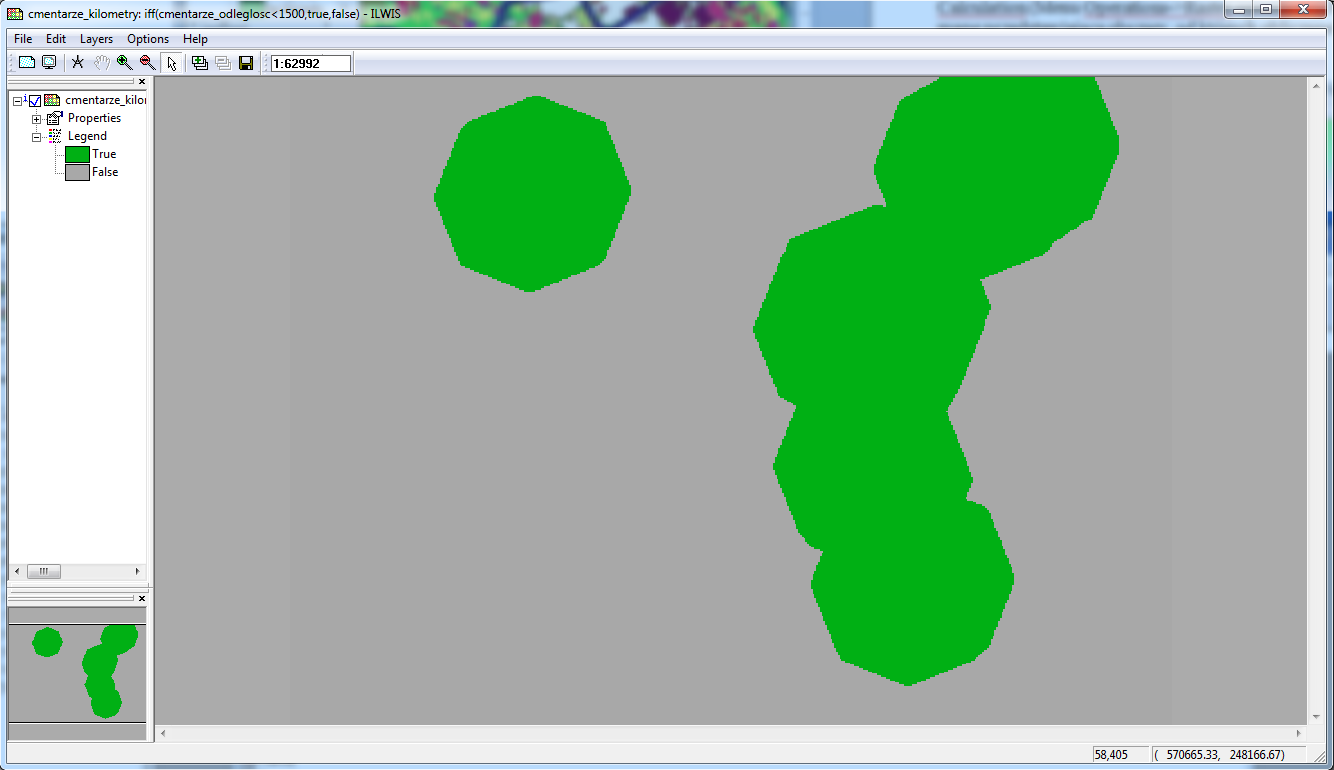 cmentarze_kilometry: iff(cmentarze_odleglosc<1500,true,false) - ILWIS
File Edit Layers Options Help
1:62992
cmentarze_kilor
Properties
Legend
True
False
58,405 ( 570665.33, 248166.67)